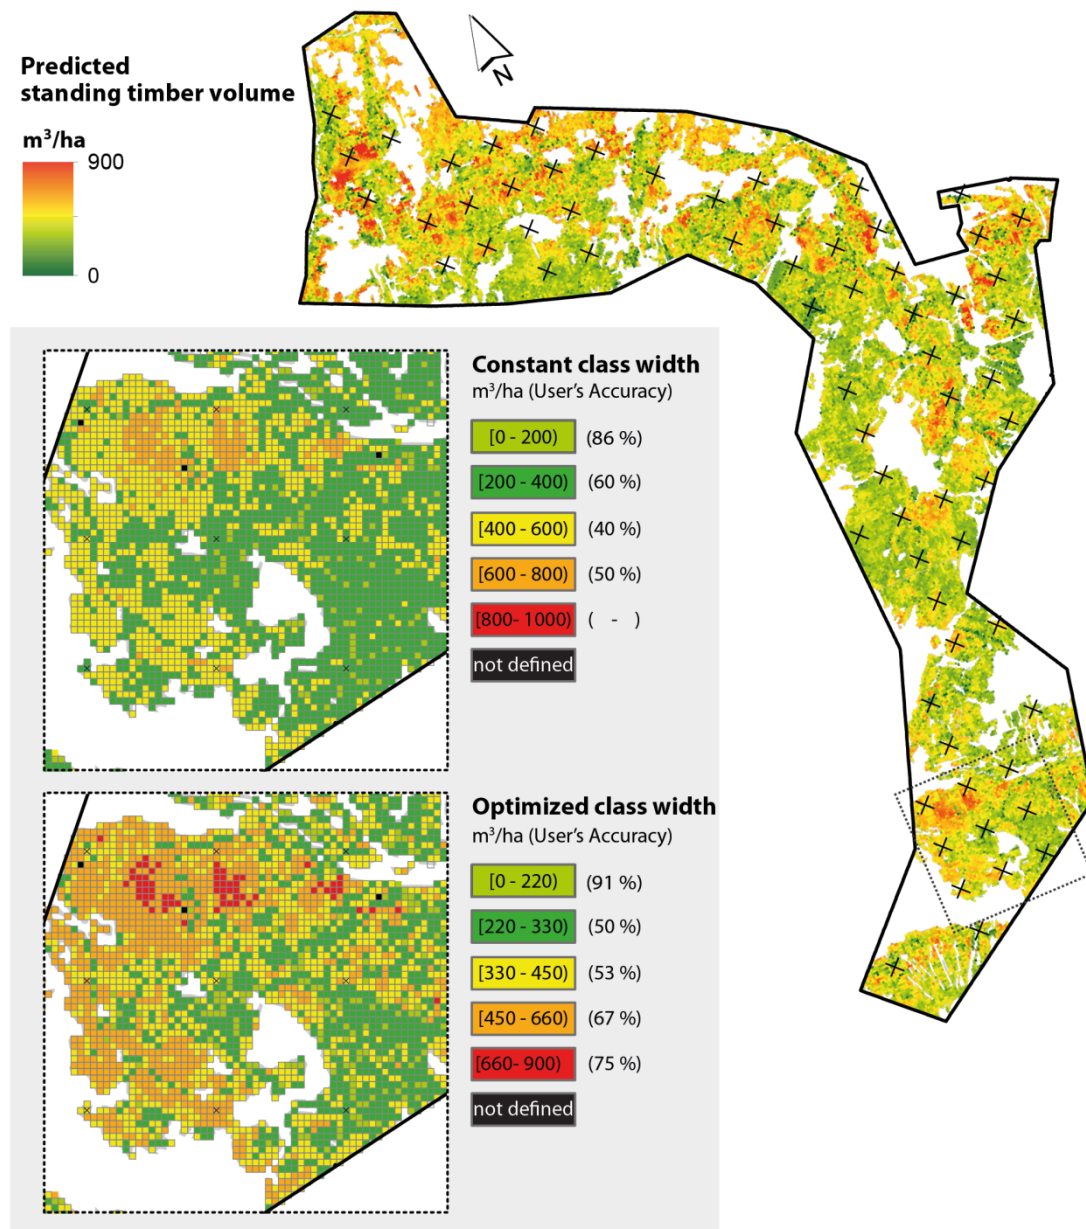 Predicted
standing timber volume
m³/ha
900
0
N
Constant class width
m³/ha (User's Accuracy)
[0 - 200) (86 %)
[200 - 400) (60 %)
[400 - 600) (40 %)
[600 - 800) (50 %)
[800- 1000) ( - )
not defined
Optimized class width
m³/ha (User's Accuracy)
[0 - 220) (91 %)
[220 - 330) (50 %)
[330 - 450) (53 %)
[450 - 660) (67 %)
[660- 900) (75 %)
not defined